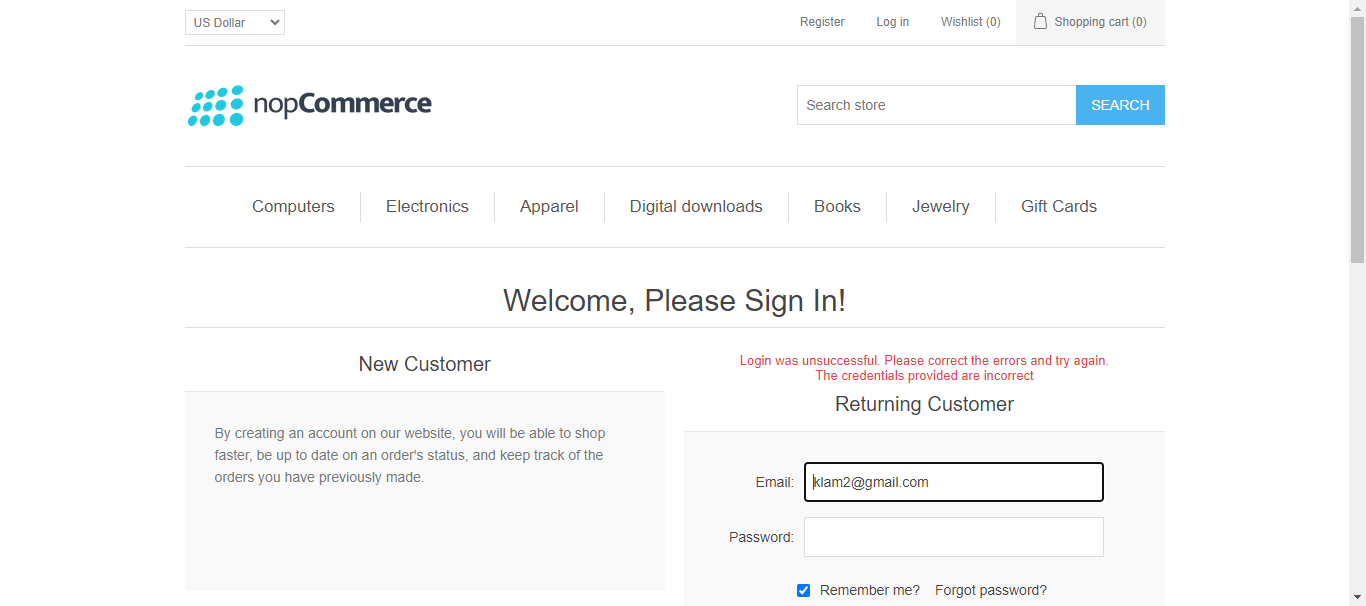 US Dollar
Register
Log in
Wishlist (0)
Shopping cart (0)
nopCommerce
Search store
SEARCH
Computers
Electronics
Apparel
Digital downloads
Books
Jewelry
Gift Cards
Welcome, Please Sign In!
New Customer
By creating an account on our website, you will be able to shop
faster, be up to date on an order's status, and keep track of the
orders you have previously made.
Login was unsuccessful. Please correct the errors and try again.
The credentials provided are incorrect
Returning Customer
Email:
klam2@gmail.com
Password:
Remember me?
Forgot password?